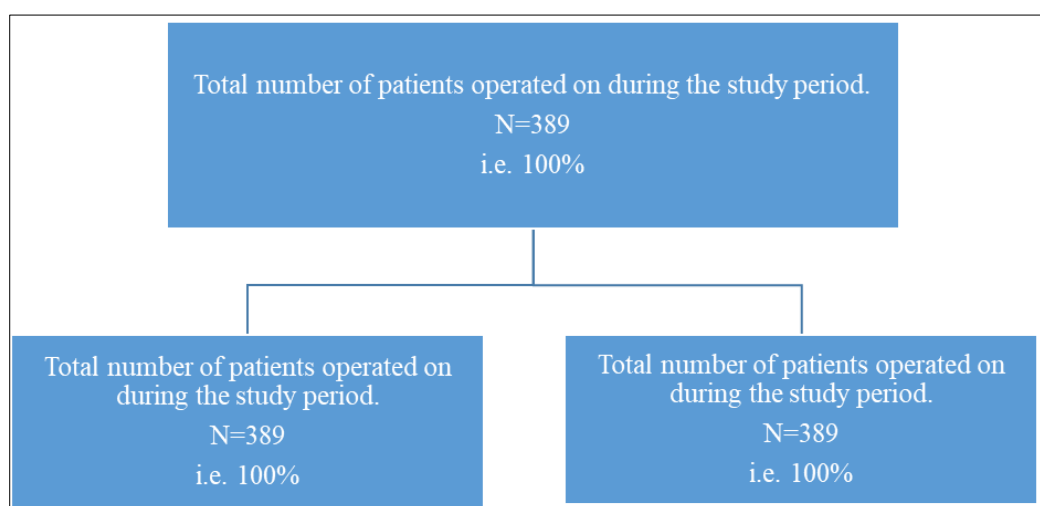 Total number of patients operated on during the study period.
N=389
i.e. 100%
Total number of patients operated on
during the study period.
N=389
i.e. 100%
Total number of patients operated on
during the study period.
N=389
i.e. 100%